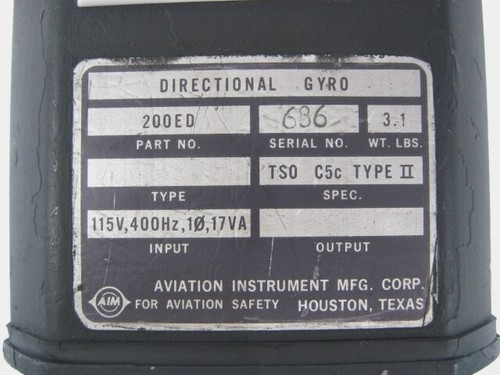 DIRECTIONAL GYRO
200ED 686 3.1
PART NO. SERIAL NO. WT. LBS.
TSO C5c TYPE II
TYPE SPEC.
115V,400Hz,1Ø,17VA
INPUT OUTPUT
AVIATION INSTRUMENT MFG. CORP.
AIM FOR AVIATION SAFETY HOUSTON, TEXAS